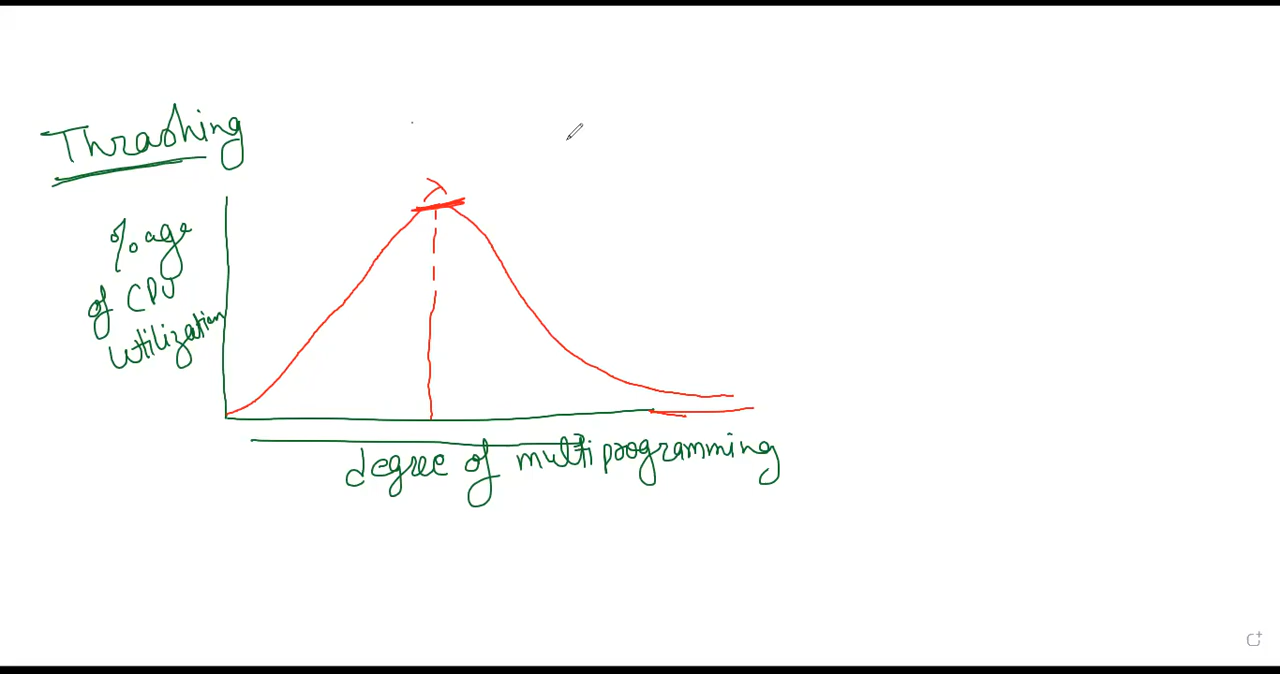 Thrashing
%age
of CPU
utilization
degree of multiprogramming